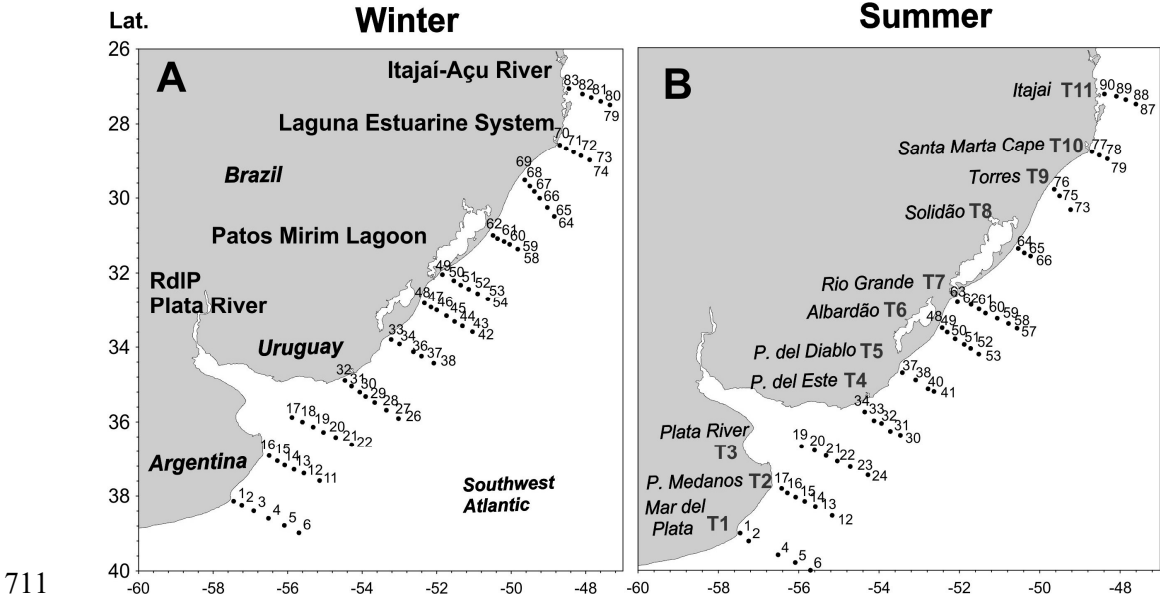 Winter
Summer
Lat.
26
28
30
32
34
36
38
40
A
Itajaí-Açu River
83 82 81 80
79
Laguna Estuarine System
70 71 72
73
74
Brazil
69
68
67
66
65
64
Patos Mirim Lagoon
62 61 60
59
58
RdlP
Plata River
49 50 51 52 53
54
48 47 46 45 44 43
42
Uruguay
33 34
36 37 38
32 31 30
29 28
27
26
17 18
19 20
21 22
Argentina
16 15 14 13
12 11
Southwest
Atlantic
1 2 3
4
5
6
-60 -58 -56 -54 -52 -50 -48
B
Itajai T11
90 89 88
87
Santa Marta Cape T10
77 78
79
Torres T9
76
75
73
Solidão T8
64
65
66
Rio Grande T7
63
62 61
60 59
58
57
Albardão T6
48
49
50
51
52
53
P. del Diablo T5
37
38
40
41
P. del Este T4
34
33
32
31
30
Plata River
T3
19
20
21 22
23
24
P. Medanos T2
17
16 15
14
13
12
Mar del
Plata T1
1
2
4
5
6
-60 -58 -56 -54 -52 -50 -48
711